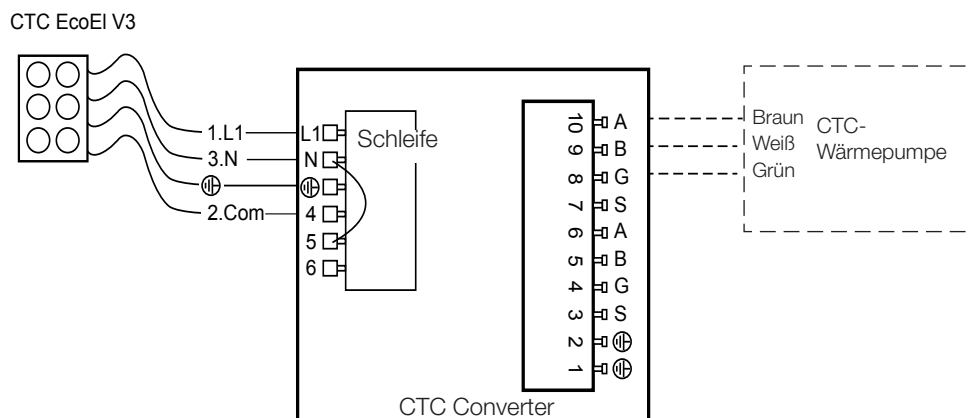 CTC EcoEl V3
1.L1
3.N
2.Com
L1
N
4
5
6
Schleife
10 A
9 B
8 G
7 S
6 A
5 B
4 G
3 S
2
1
Braun
Weiß
Grün
CTC-
Wärmepumpe
CTC Converter